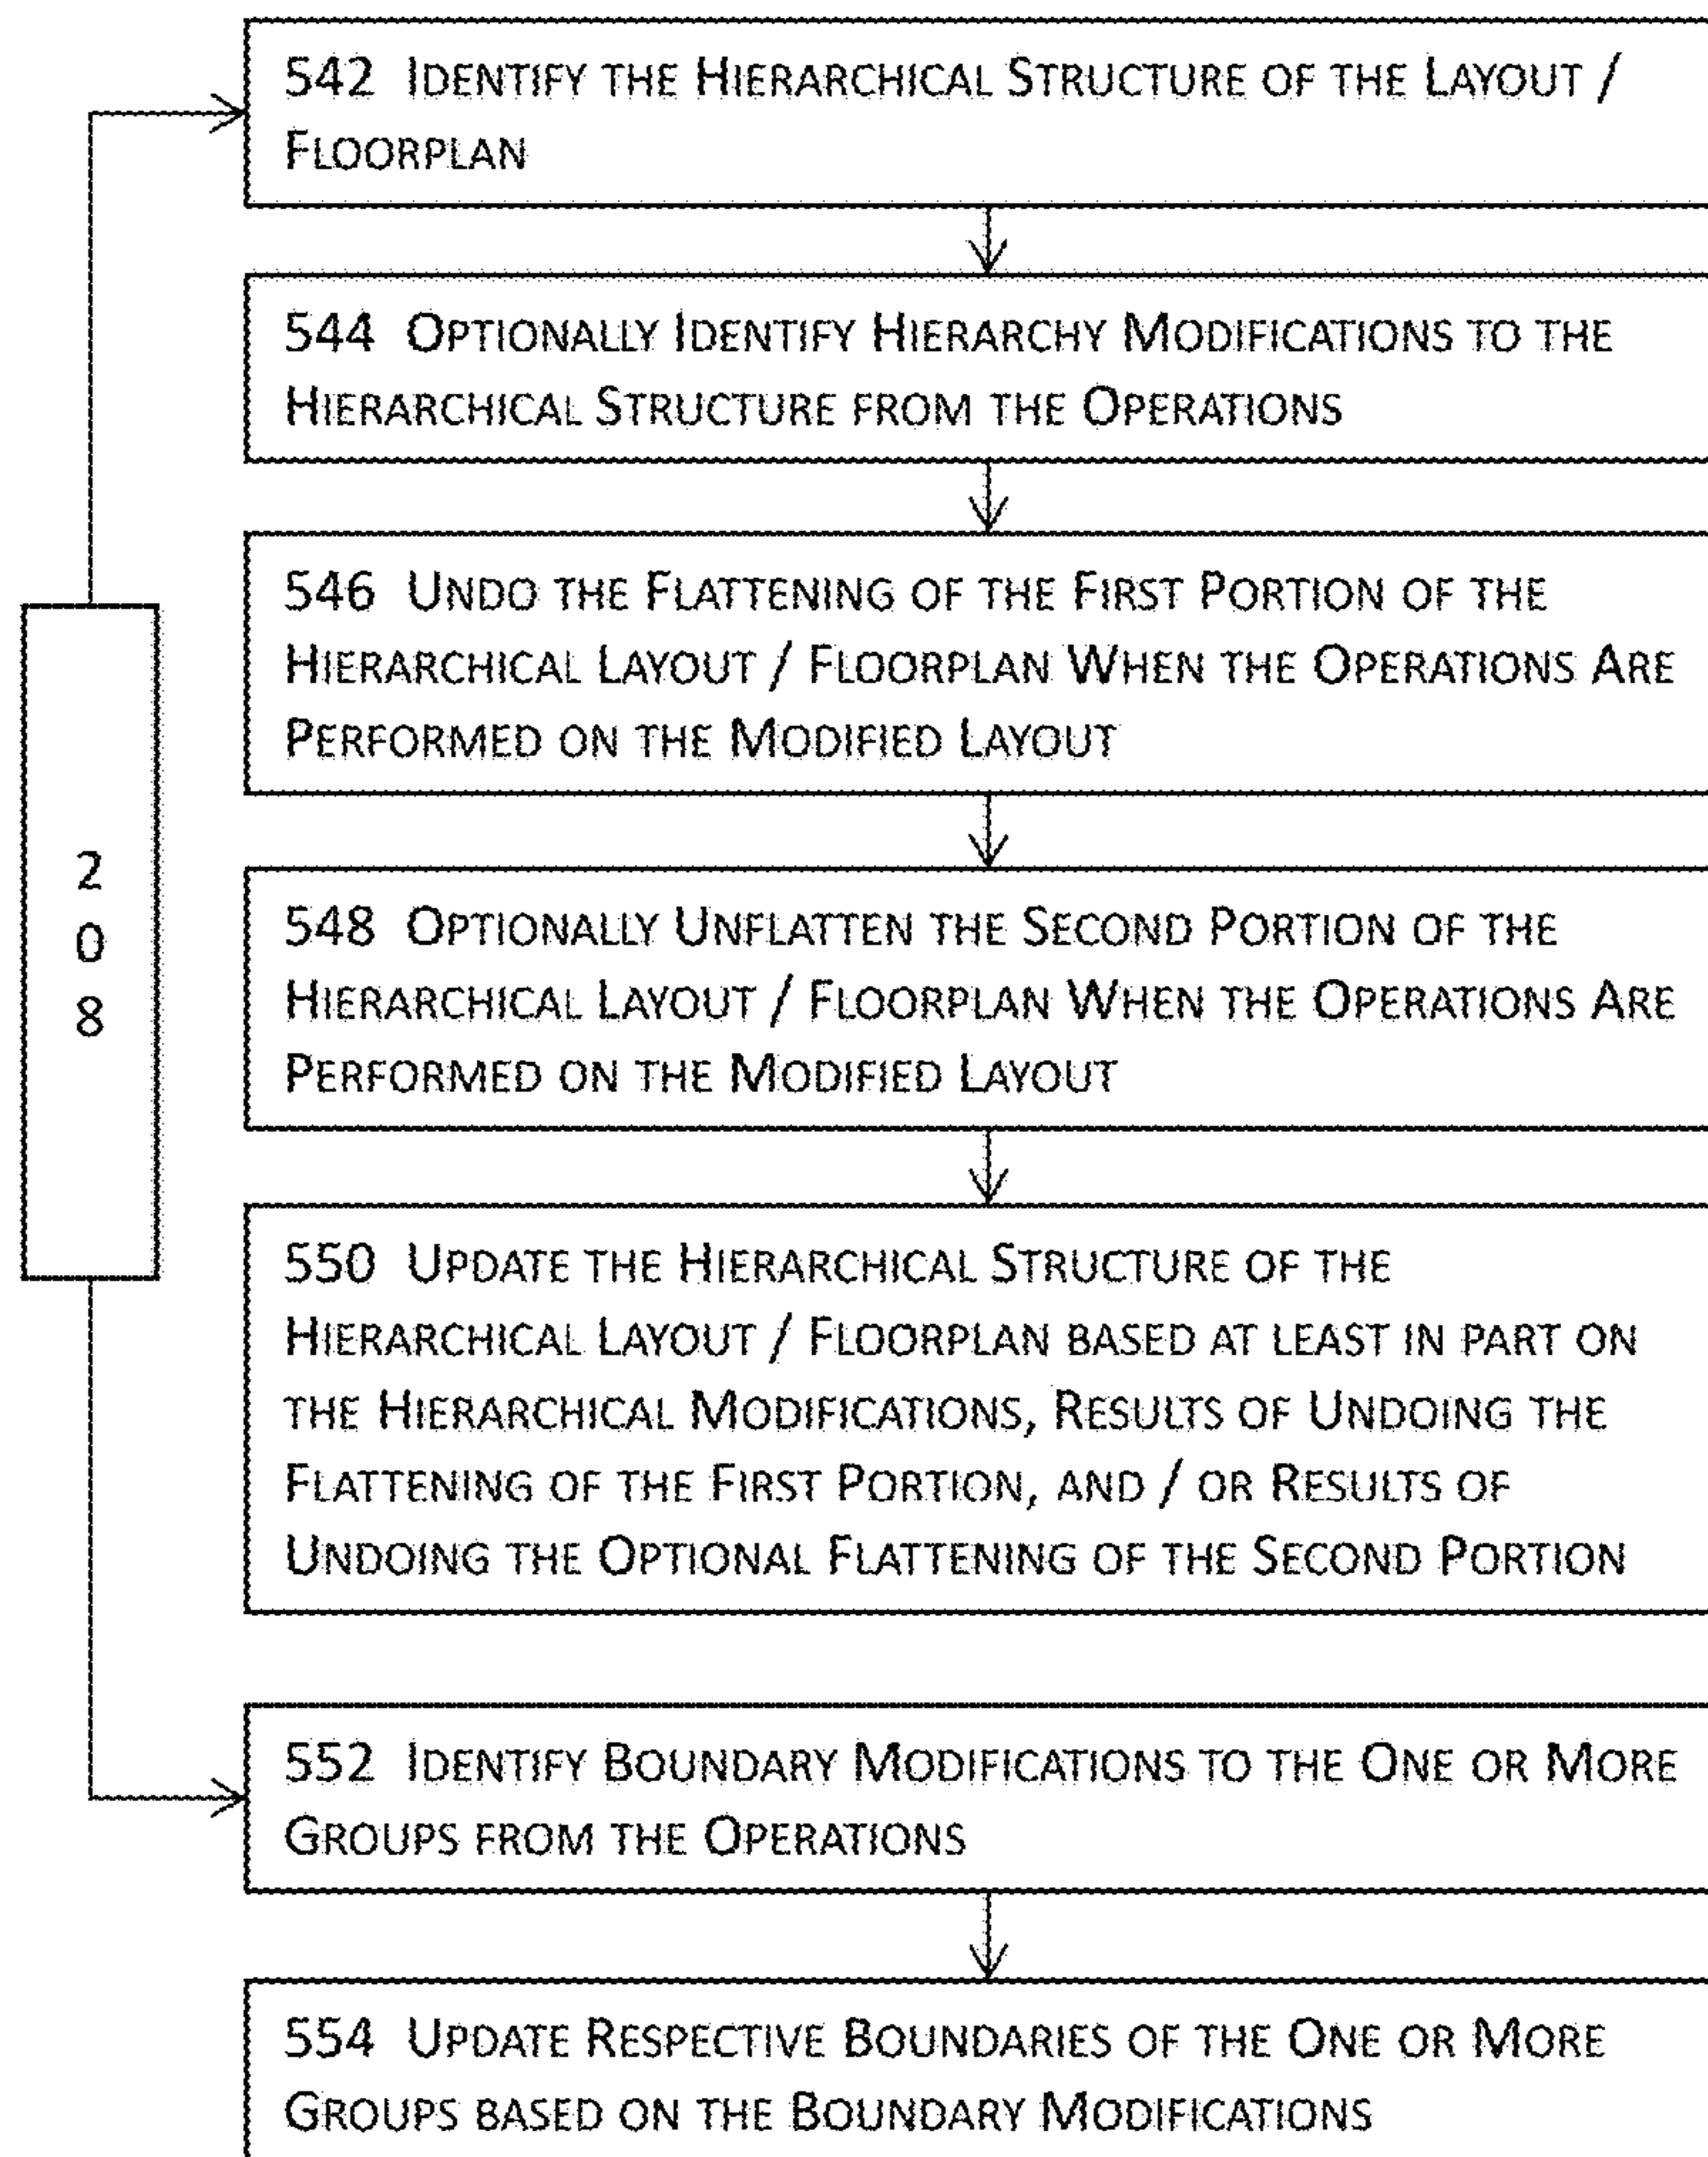 542 IDENTIFY THE HIERARCHICAL STRUCTURE OF THE LAYOUT /
FLOORPLAN
544 OPTIONALLY IDENTIFY HIERARCHY MODIFICATIONS TO THE
HIERARCHICAL STRUCTURE FROM THE OPERATIONS
546 UNDO THE FLATTENING OF THE FIRST PORTION OF THE
HIERARCHICAL LAYOUT / FLOORPLAN WHEN THE OPERATIONS ARE
PERFORMED ON THE MODIFIED LAYOUT
2
0
8
548 OPTIONALLY UNFLATTEN THE SECOND PORTION OF THE
HIERARCHICAL LAYOUT / FLOORPLAN WHEN THE OPERATIONS ARE
PERFORMED ON THE MODIFIED LAYOUT
550 UPDATE THE HIERARCHICAL STRUCTURE OF THE
HIERARCHICAL LAYOUT / FLOORPLAN BASED AT LEAST IN PART ON
THE HIERARCHICAL MODIFICATIONS, RESULTS OF UNDOING THE
FLATTENING OF THE FIRST PORTION, AND / OR RESULTS OF
UNDOING THE OPTIONAL FLATTENING OF THE SECOND PORTION
552 IDENTIFY BOUNDARY MODIFICATIONS TO THE ONE OR MORE
GROUPS FROM THE OPERATIONS
554 UPDATE RESPECTIVE BOUNDARIES OF THE ONE OR MORE
GROUPS BASED ON THE BOUNDARY MODIFICATIONS